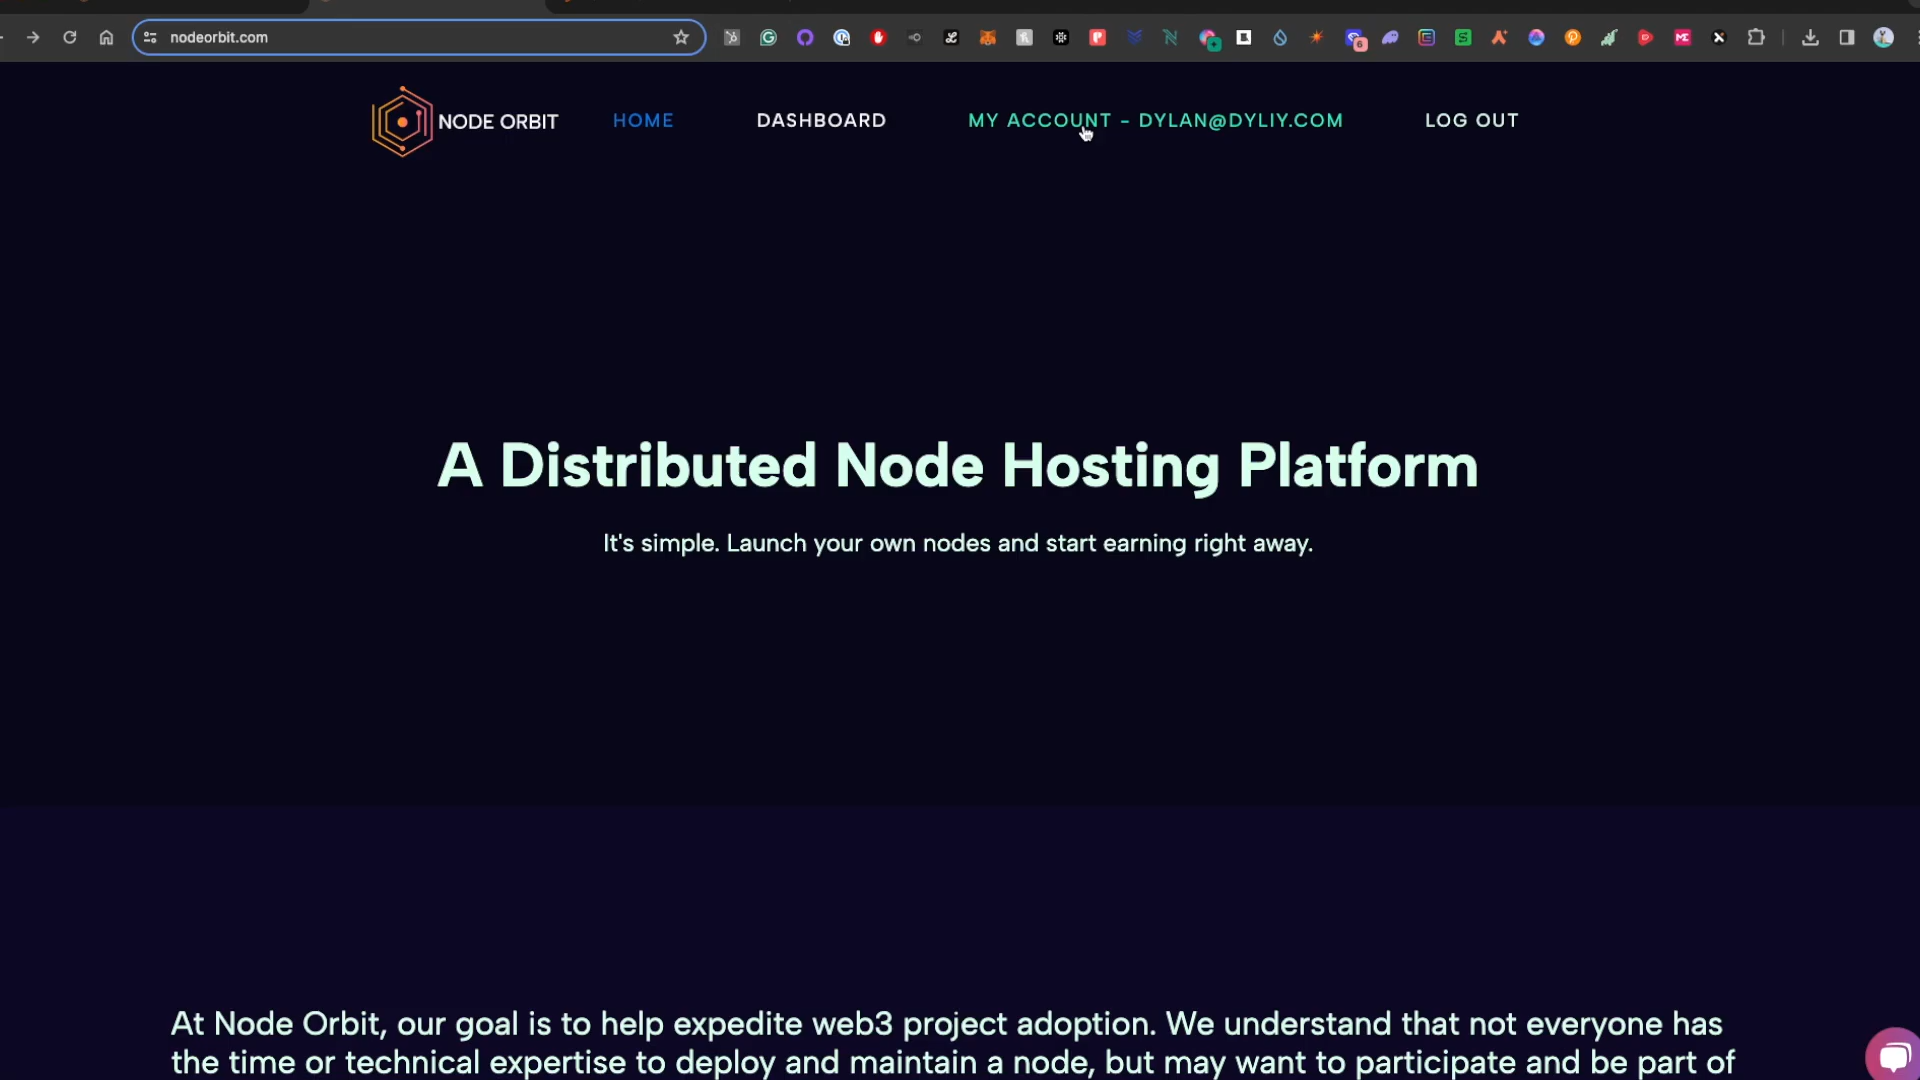 nodeorbit.com
NODE ORBIT
HOME
DASHBOARD
MY ACCOUNT - DYLAN@DYLIY.COM
LOG OUT
A Distributed Node Hosting Platform
It's simple. Launch your own nodes and start earning right away.
At Node Orbit, our goal is to help expedite web3 project adoption. We understand that not everyone has
the time or technical expertise to deploy and maintain a node, but may want to participate and be part of